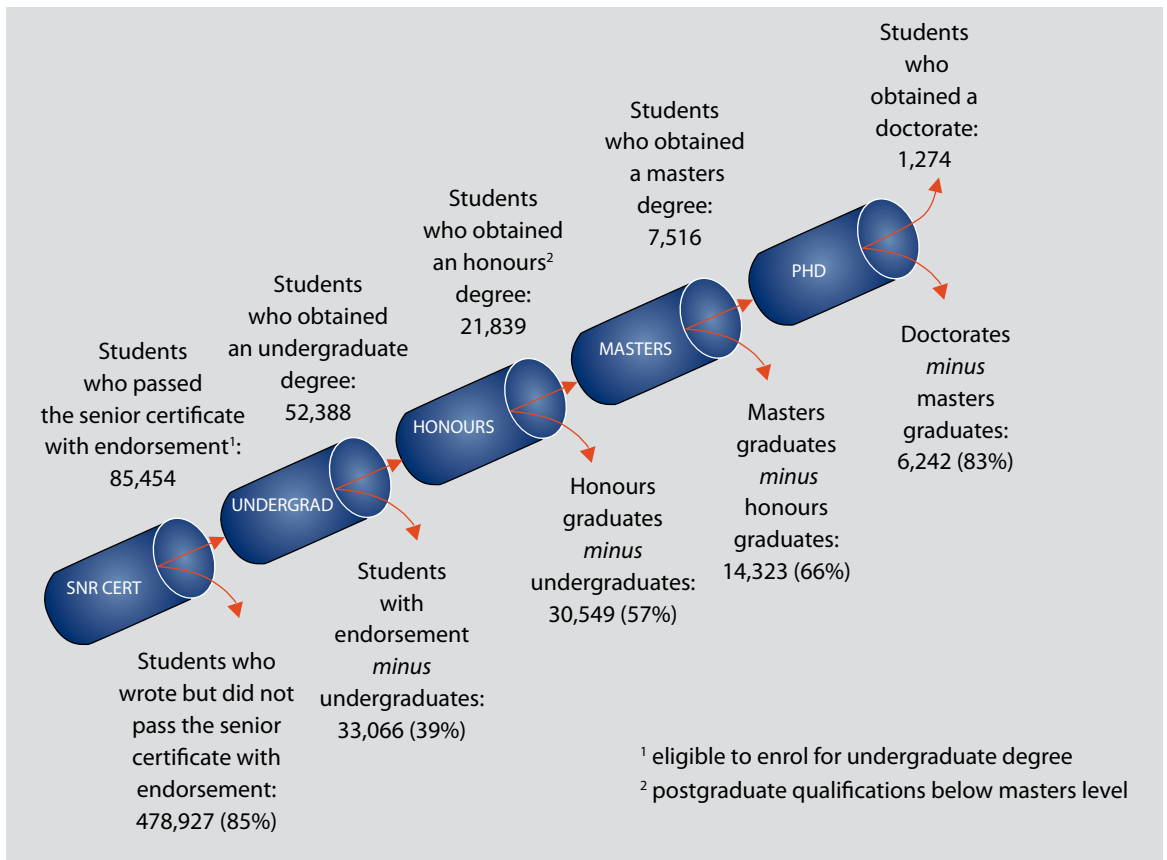 Students
who passed
the senior certificate
with endorsement¹:
85,454
Students
who obtained
an undergraduate
degree:
52,388
Students
who obtained
an honours²
degree:
21,839
Students
who obtained
a masters
degree:
7,516
Students
who
obtained a
doctorate:
1,274
SNR CERT
UNDERGRAD
HONOURS
MASTERS
PHD
Students who
wrote but did not
pass the senior
certificate with
endorsement:
478,927 (85%)
Students
with
endorsement
minus
undergraduates:
33,066 (39%)
Honours
graduates
minus
undergraduates:
30,549 (57%)
Masters
graduates
minus
honours
graduates:
14,323 (66%)
Doctorates
minus
masters
graduates:
6,242 (83%)
¹ eligible to enrol for undergraduate degree
² postgraduate qualifications below masters level